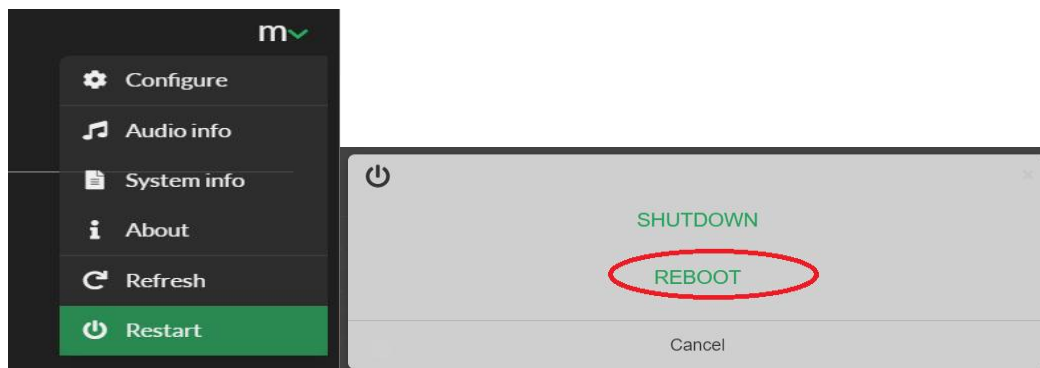 m
Configure
Audio info
System info
About
Refresh
Restart
SHUTDOWN
REBOOT
Cancel